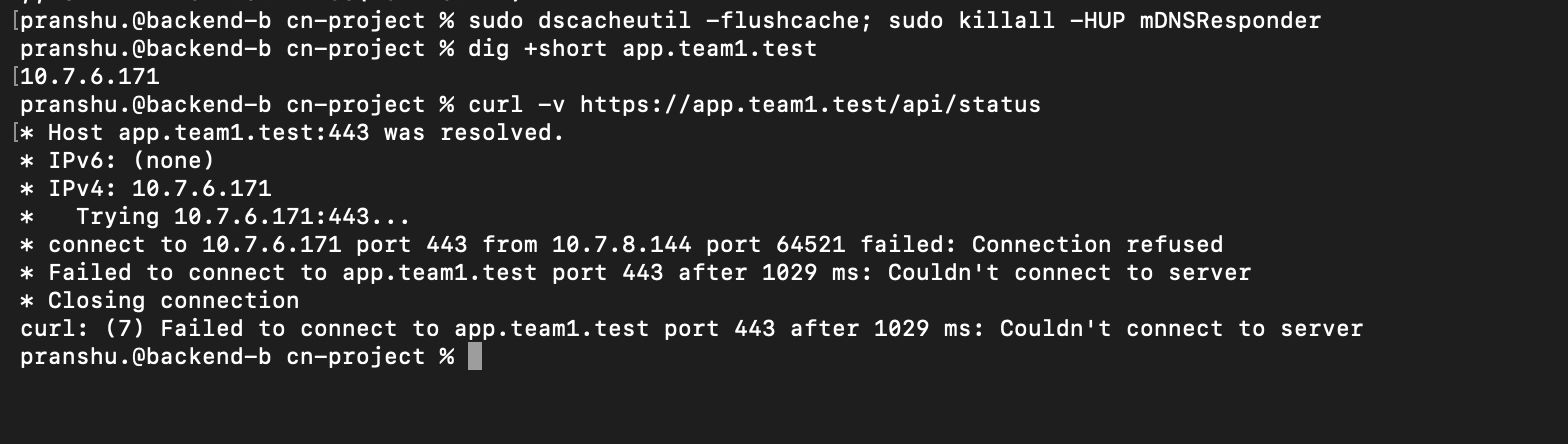 [pranshu.@backend-b cn-project % sudo dscacheutil -flushcache; sudo killall -HUP mDNSResponder
pranshu.@backend-b cn-project % dig +short app.team1.test
[10.7.6.171
pranshu.@backend-b cn-project % curl -v https://app.team1.test/api/status
[* Host app.team1.test:443 was resolved.
* IPv6: (none)
* IPv4: 10.7.6.171
*   Trying 10.7.6.171:443...
* connect to 10.7.6.171 port 443 from 10.7.8.144 port 64521 failed: Connection refused
* Failed to connect to app.team1.test port 443 after 1029 ms: Couldn't connect to server
* Closing connection
curl: (7) Failed to connect to app.team1.test port 443 after 1029 ms: Couldn't connect to server
pranshu.@backend-b cn-project %